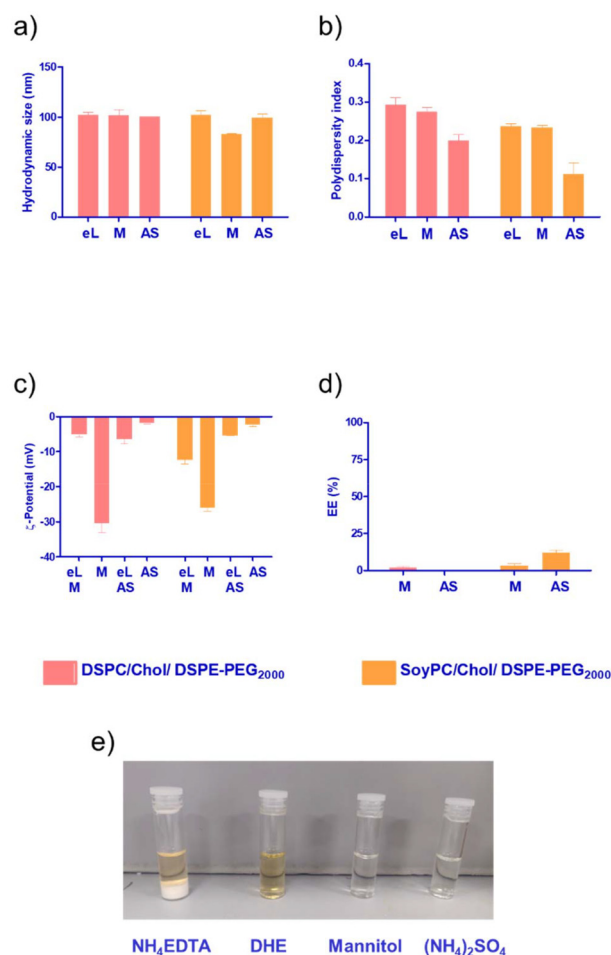 a)
b)
Hydrodynamic size (nm)
150
100
50
0
eL M AS eL M AS
Polydispersity index
0.4
0.3
0.2
0.1
0.0
eL M AS eL M AS
c)
d)
ξ-Potential (mV)
0
-10
-20
-30
-40
eL M eL AS eL M eL AS
M AS M AS
EE (%)
100
75
50
25
0
M AS M AS
DSPC/Chol/ DSPE-PEG2000
SoyPC/Chol/ DSPE-PEG2000
e)
NH4EDTA DHE Mannitol (NH4)2SO4